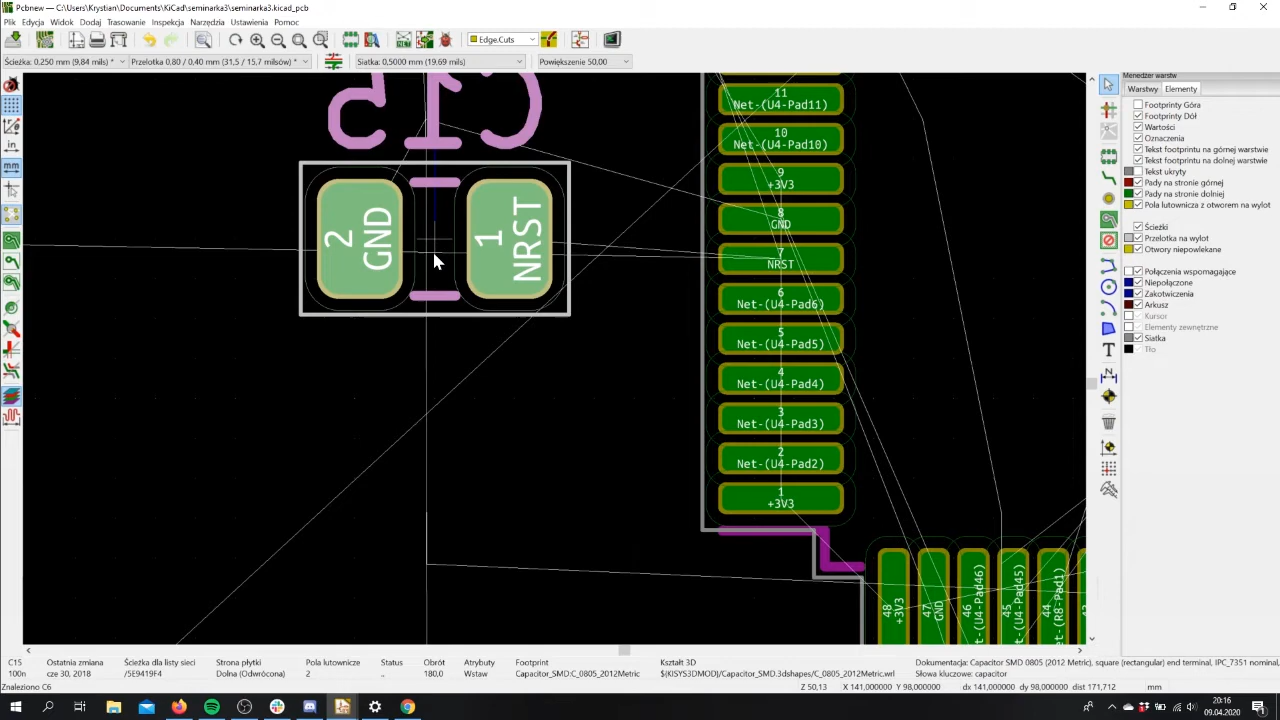 Pcbnew — C:\Users\Krystian\Documents\KiCad\seminarka3\seminarka3.kicad_pcb
Plik Edycja Widok Dodaj Trasowanie Inspekcja Narzędzia Ustawienia Pomoc
Edge.Cuts
Ścieżka: 0,250 mm (9,84 mils) * Przelotka 0,80 / 0,40 mm (31,5 / 15,7 milsów) * Siatka: 0,5000 mm (19,69 mils) Powiększenie 50,00
in
mm
C15
2
GND
1
NRST
11
Net-(U4-Pad11)
10
Net-(U4-Pad10)
9
+3V3
8
GND
7
NRST
6
Net-(U4-Pad6)
5
Net-(U4-Pad5)
4
Net-(U4-Pad4)
3
Net-(U4-Pad3)
2
Net-(U4-Pad2)
1
+3V3
48
+3V3
47
GND
46
t-(U4-Pad46)
45
t-(U4-Pad45)
44
et-(R8-Pad1)
Menedżer warstw
Warstwy Elementy
Footprinty Góra
Footprinty Dół
Wartości
Oznaczenia
Tekst footprintu na górnej warstwie
Tekst footprintu na dolnej warstwie
Tekst ukryty
Pady na stronie górnej
Pady na stronie dolniej
Pola lutownicza z otworem na wylot
Ścieżki
Przelotka na wylot
Otwory niepowlekane
Połączenia wspomagające
Niepołączone
Zakotwiczenia
Arkusz
Kursor
Elementy zewnętrzne
Siatka
Tło
C15 Ostatnia zmiana Ścieżka dla listy sieci Strona płytki Pola lutownicze Status Obrót Atrybuty Footprint Kształt 3D Dokumentacja: Capacitor SMD 0805 (2012 Metric), square (rectangular) end terminal, IPC_7351 nominal,
100n cze 30, 2018 /5E9419F4 Dolna (Odwrócona) 2 .. 180,0 Wstaw Capacitor_SMD:C_0805_2012Metric ${KISYS3DMOD}/Capacitor_SMD.3dshapes/C_0805_2012Metric.wrl Słowa kluczowe: capacitor
Znaleziono C6 Z 50,13 X 141,000000 Y 98,000000 dx 141,000000 dy 98,000000 dist 171,712 mm
20:16
09.04.2020